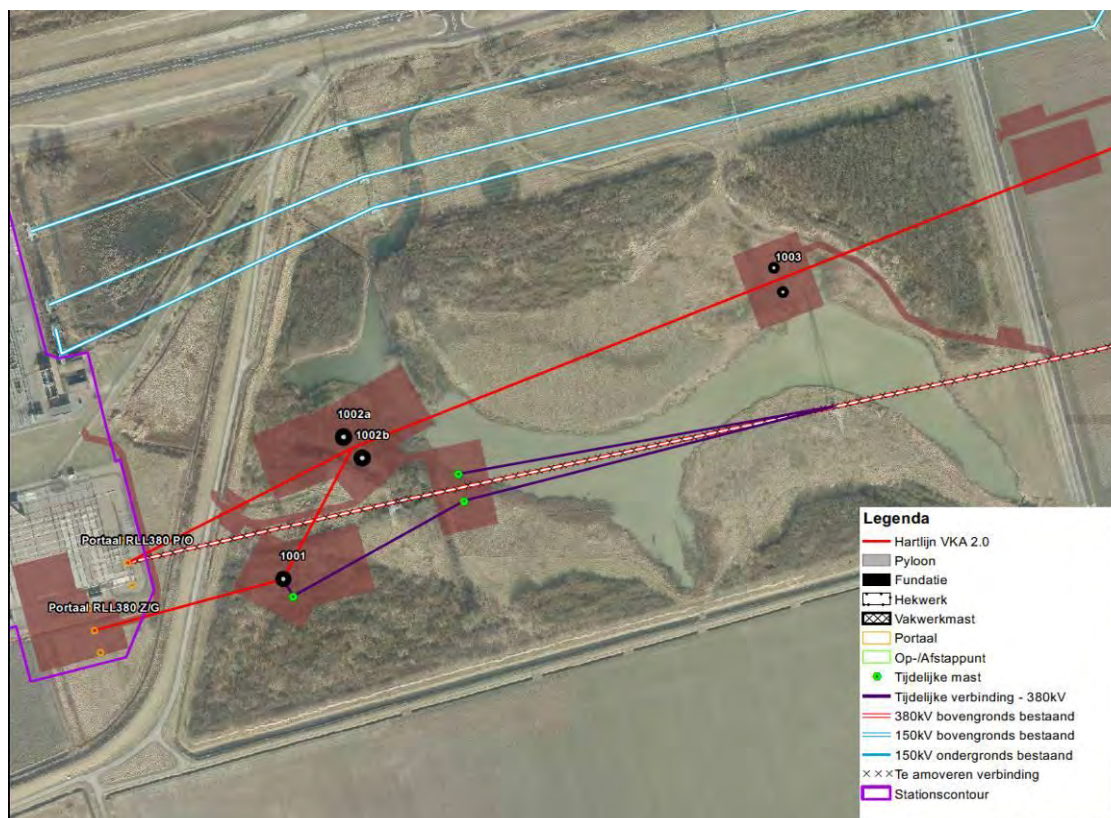 1003
1002a
1002b
Portaal RLL380 P/O
1001
Portaal RLL380 Z/G
Legenda
Hartlijn VKA 2.0
Pyloon
Fundatie
Hekwerk
Vakwerkmast
Portaal
Op-/Afstappunt
Tijdelijke mast
Tijdelijke verbinding - 380kV
380kV bovengronds bestaand
150kV bovengronds bestaand
150kV ondergronds bestaand
Te amoveren verbinding
Stationscontour